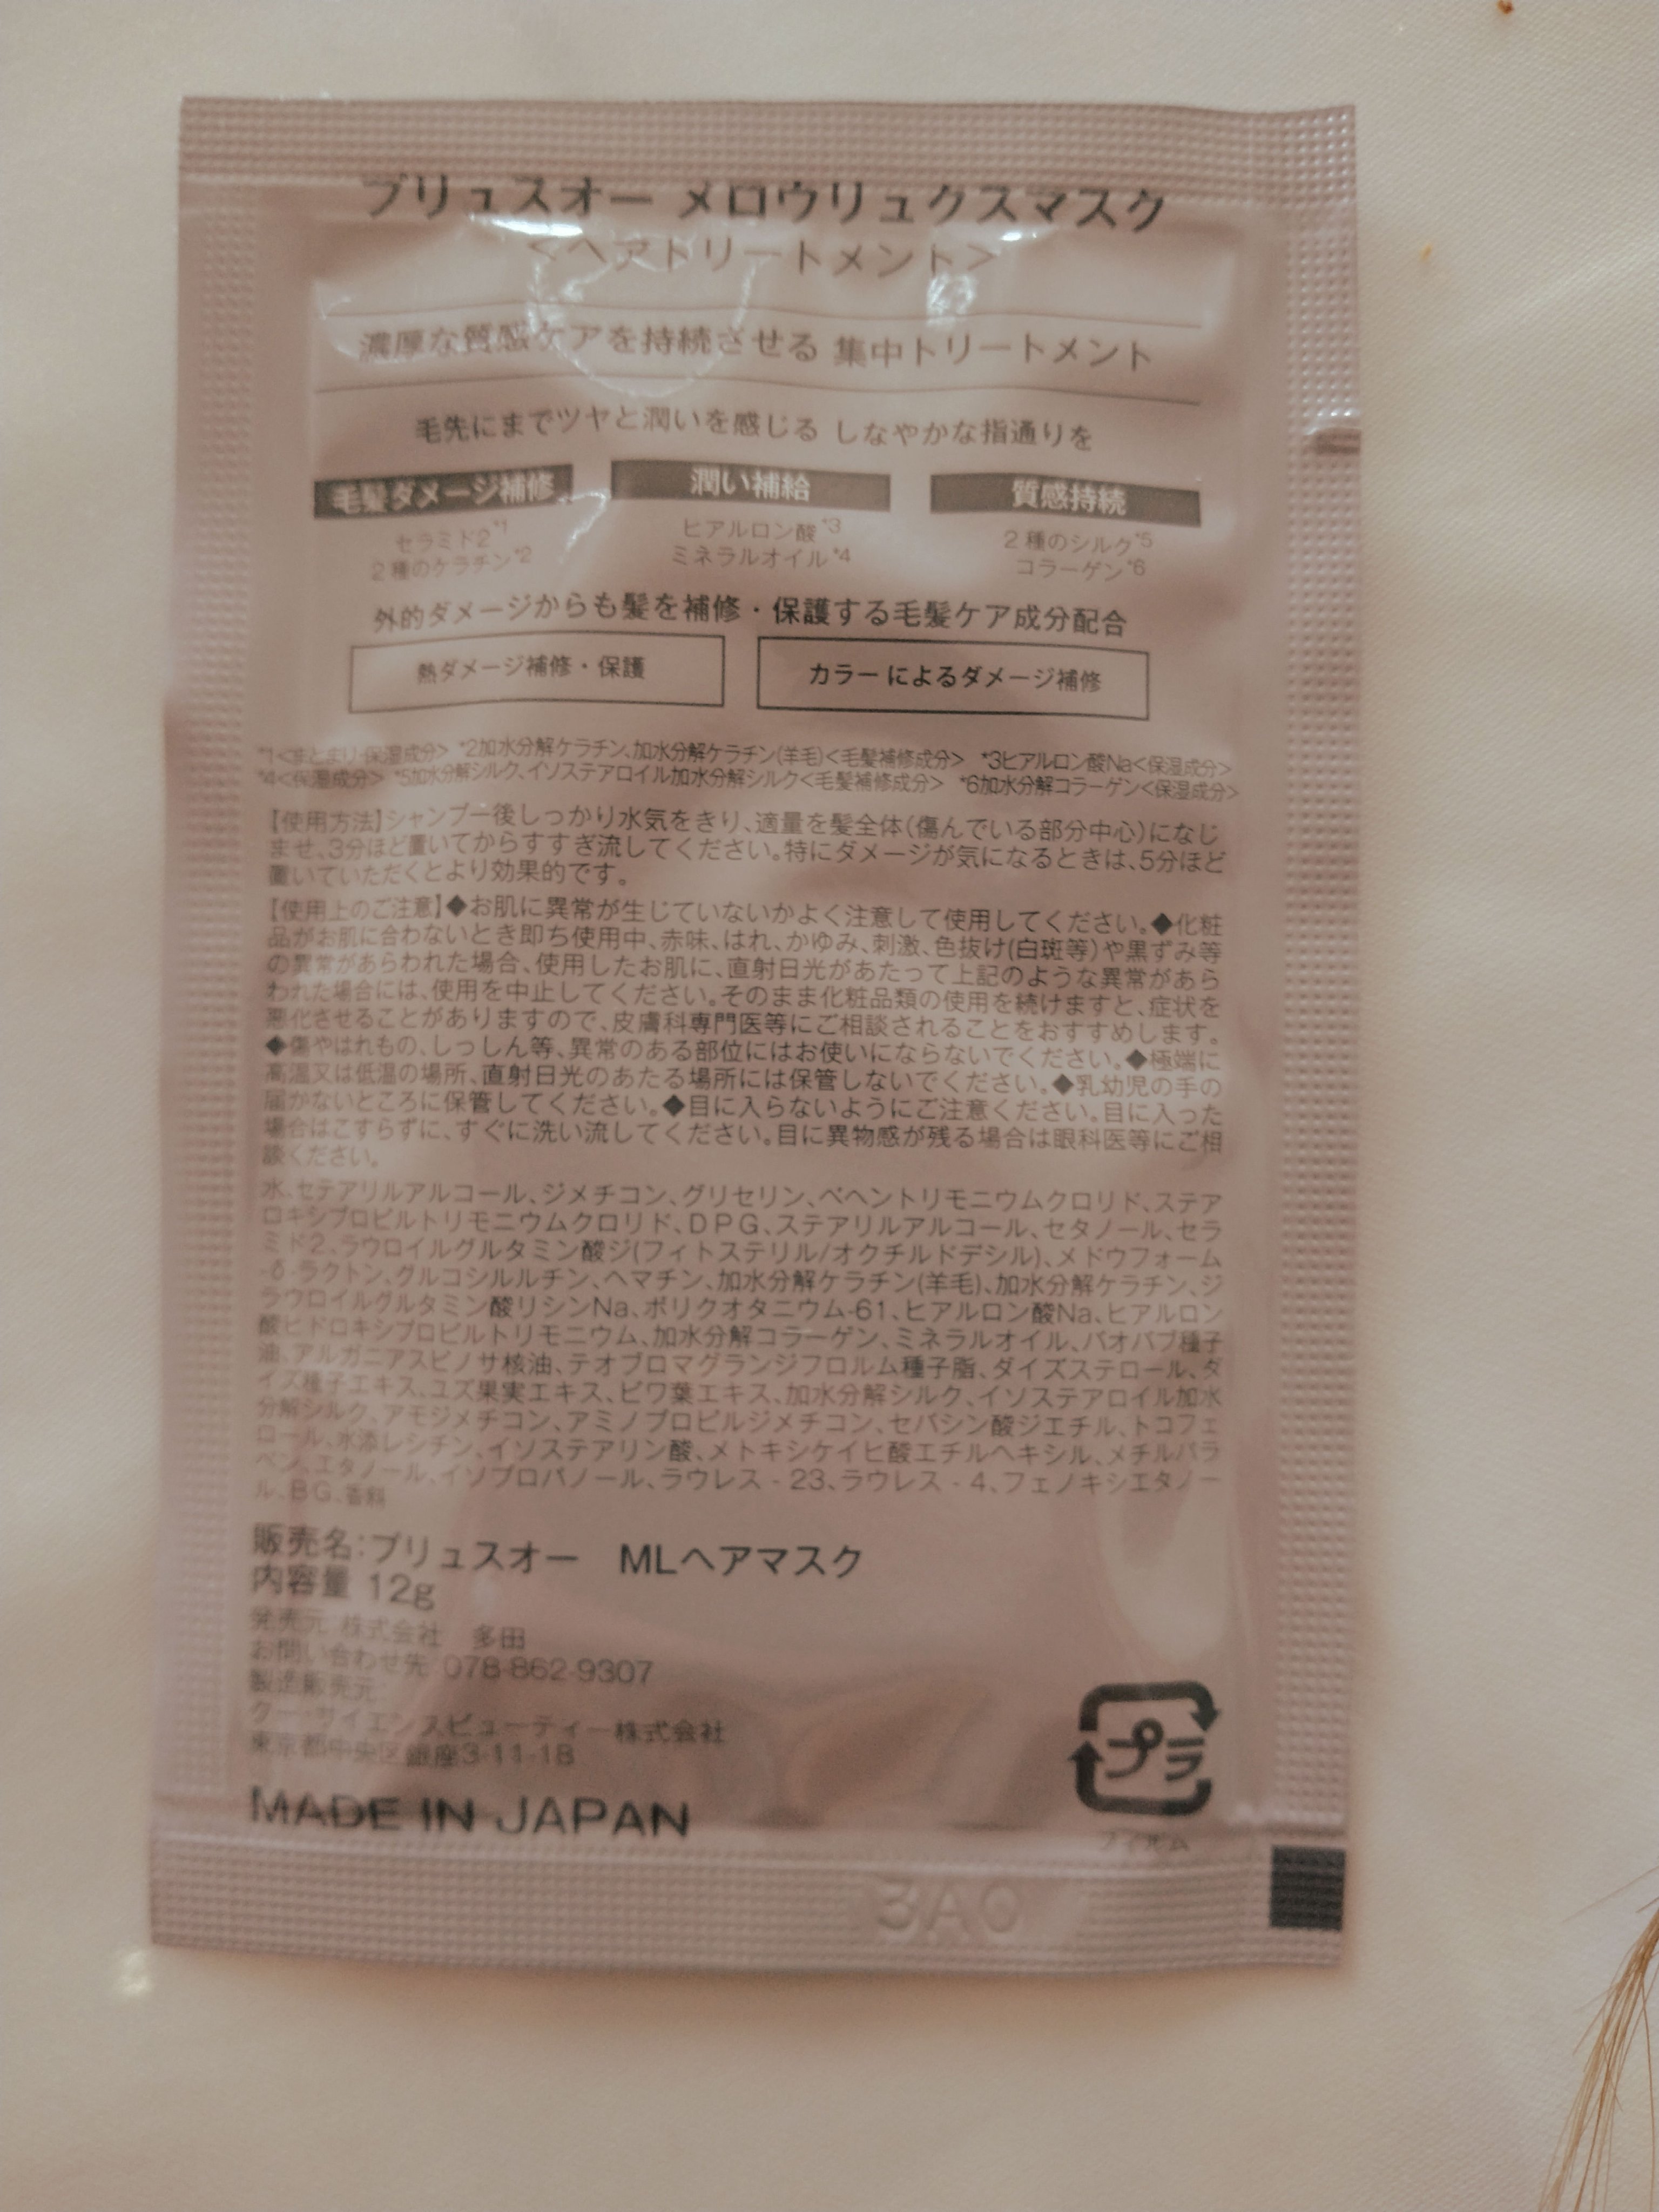 プリュスオー メロウリュクスマスク
<ヘアトリートメント>
濃厚な質感ケアを持続させる 集中トリートメント
毛先にまでツヤと潤いを感じる しなやかな指通りを
毛髪ダメージ補修 潤い補給 質感持続
セラミド2*1 ヒアルロン酸*3 2種のシルク*5
2種のケラチン*2 ミネラルオイル*4 コラーゲン*6
外的ダメージからも髪を補修・保護する毛髪ケア成分配合
熱ダメージ補修・保護 カラーによるダメージ補修
*1<まとまり・保湿成分> *2加水分解ケラチン、加水分解ケラチン(羊毛)<毛髪補修成分> *3ヒアルロン酸Na<保湿成分>
*4<保湿成分> *5加水分解シルク、イソステアロイル加水分解シルク<毛髪補修成分> *6加水分解コラーゲン<保湿成分>
【使用方法】シャンプー後しっかり水気をきり、適量を髪全体(傷んでいる部分中心)になじ
ませ、3分ほど置いてからすすぎ流してください。特にダメージが気になるときは、5分ほど
置いていただくとより効果的です。
【使用上のご注意】◆お肌に異常が生じていないかよく注意して使用してください。◆化粧
品がお肌に合わないとき即ち使用中、赤味、はれ、かゆみ、刺激、色抜け(白斑等)や黒ずみ等
の異常があらわれた場合、使用したお肌に、直射日光があたって上記のような異常があら
われた場合には、使用を中止してください。そのまま化粧品類の使用を続けますと、症状を
悪化させることがありますので、皮膚科専門医等にご相談されることをおすすめします。
◆傷やはれもの、しっしん等、異常のある部位にはお使いにならないでください。◆極端に
高温又は低温の場所、直射日光のあたる場所には保管しないでください。◆乳幼児の手の
届かないところに保管してください。◆目に入らないようにご注意ください。目に入った
場合はこすらずに、すぐに洗い流してください。目に異物感が残る場合は眼科医等にご相
談ください。
水、セテアリルアルコール、ジメチコン、グリセリン、ベヘントリモニウムクロリド、ステア
ロキシプロピルトリモニウムクロリド、DPG、ステアリルアルコール、セタノール、セラ
ミド2、ラウロイルグルタミン酸ジ(フィトステリル/オクチルドデシル)、メドウフォーム
-δ-ラクトン、グルコシルルチン、ヘマチン、加水分解ケラチン(羊毛)、加水分解ケラチン、ジ
ラウロイルグルタミン酸リシンNa、ポリクオタニウム-61、ヒアルロン酸Na、ヒアルロン
酸ヒドロキシプロピルトリモニウム、加水分解コラーゲン、ミネラルオイル、バオバブ種子
油、アルガニアスピノサ核油、テオブロマグランジフロルム種子脂、ダイズステロール、ダ
イズ種子エキス、ユズ果実エキス、ビワ葉エキス、加水分解シルク、イソステアロイル加水
分解シルク、アモジメチコン、アミノプロピルジメチコン、セバシン酸ジエチル、トコフェ
ロール、水添レシチン、イソステアリン酸、メトキシケイヒ酸エチルヘキシル、メチルパラ
ベン、エタノール、イソプロパノール、ラウレス-23、ラウレス-4、フェノキシエタノー
ル、BG、香料
販売名:プリュスオー MLヘアマスク
内容量 12g
発売元 株式会社 多田
お問い合わせ先 078-862-9307
製造販売元
クー・サイエンスビューティー株式会社
東京都中央区銀座3-11-18
MADE IN JAPAN
プラ
フィルム
3AO